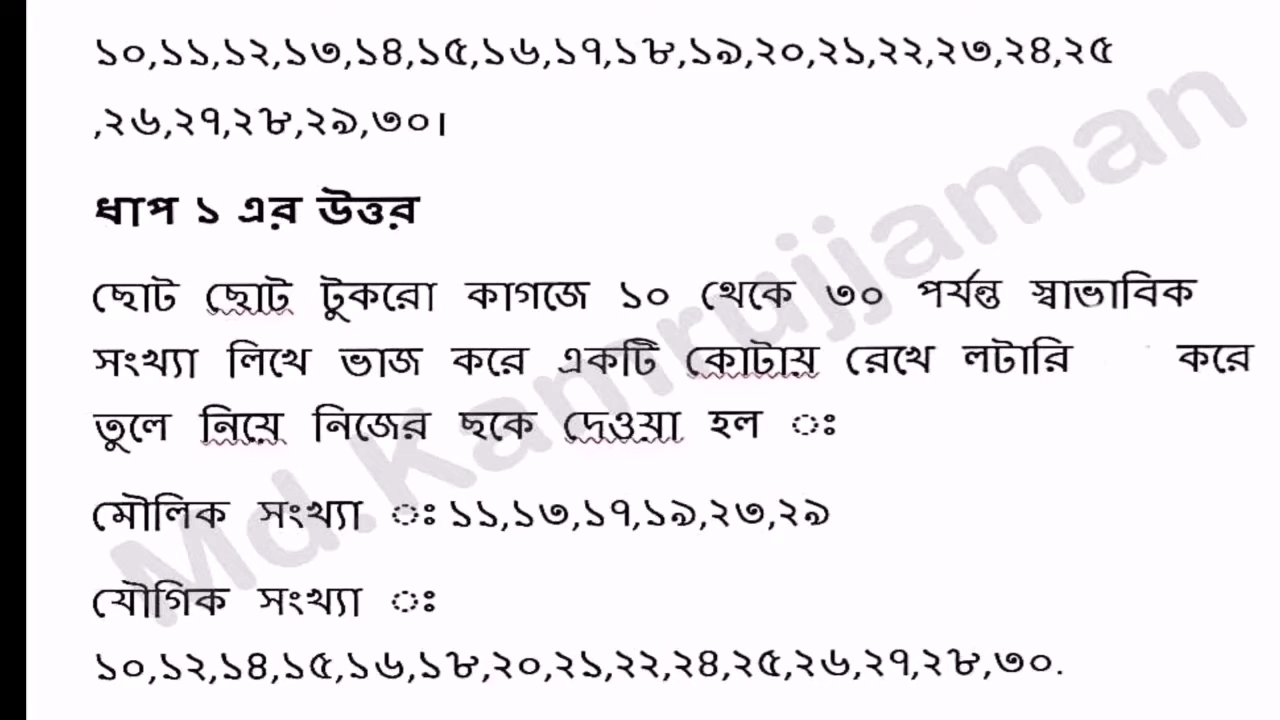 ১০,১১,১২,১৩,১৪,১৫,১৬,১৭,১৮,১৯,২০,২১,২২,২৩,২৪,২৫
,২৬,২৭,২৮,২৯,৩০।
ধাপ ১ এর উত্তর
ছোট ছোট টুকরো কাগজে ১০ থেকে ৩০ পর্যন্ত স্বাভাবিক
সংখ্যা লিখে ভাজ করে একটি কোটায় রেখে লটারি করে
তুলে নিয়ে নিজের ছকে দেওয়া হল ঃ
মৌলিক সংখ্যা ঃ ১১,১৩,১৭,১৯,২৩,২৯
যৌগিক সংখ্যা ঃ
১০,১২,১৪,১৫,১৬,১৮,২০,২১,২২,২৪,২৫,২৬,২৭,২৮,৩০.
Md.Kamrujjaman